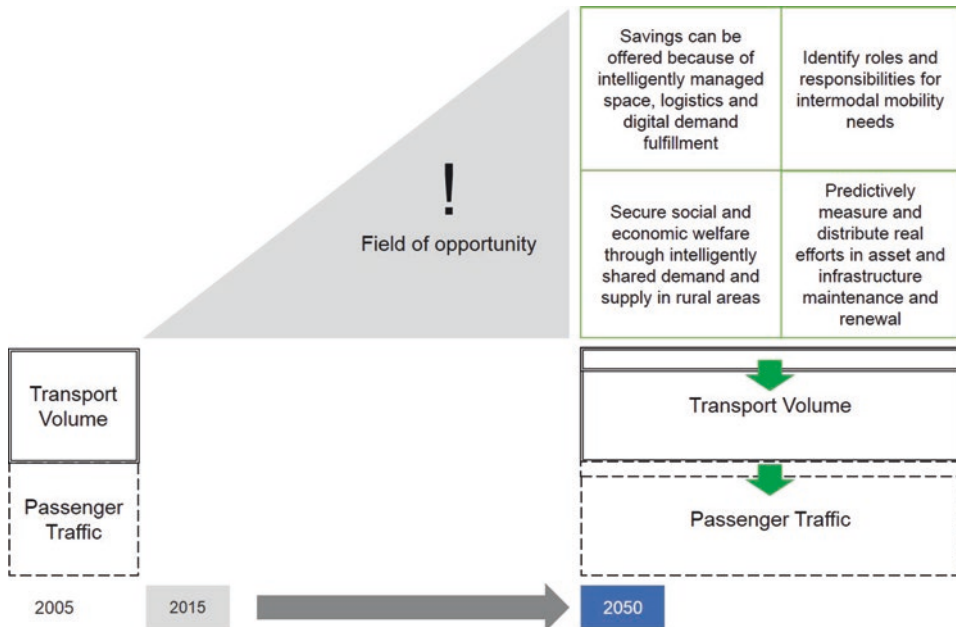 Savings can be
offered because of
intelligently managed
space, logistics and
digital demand
fulfillment
Identify roles and
responsibilities for
intermodal mobility
needs
!
Field of opportunity
Secure social and
economic welfare
through intelligently
shared demand and
supply in rural areas
Predictively
measure and
distribute real
efforts in asset and
infrastructure
maintenance and
renewal
Transport
Volume
Transport Volume
Passenger
Traffic
Passenger Traffic
2005
2015
2050